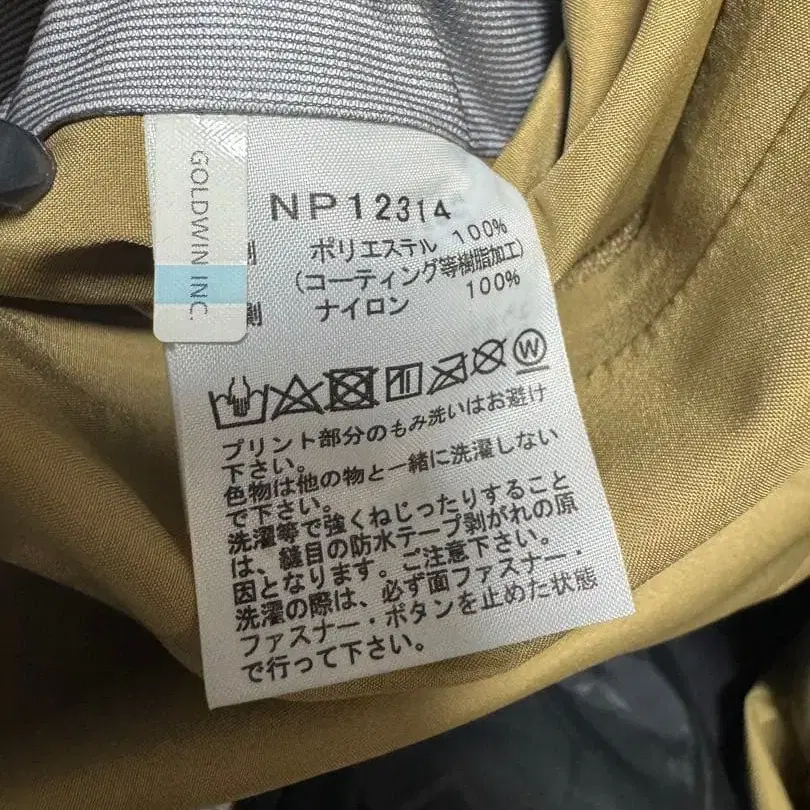 GOLDWIN INC.
NP12314
側 ポリエステル 100%
(コーティング等樹脂加工)
側 ナイロン 100%
W
プリント部分のもみ洗いはお避け
下さい。
色物は他の物と一緒に洗濯しない
で下さい。
洗濯等で強くねじったりすること
は、縫目の防水テープ剥がれの原
因となります。ご注意下さい。
洗濯の際は、必ず面ファスナー・
ファスナー・ボタンを止めた状態
で行って下さい。